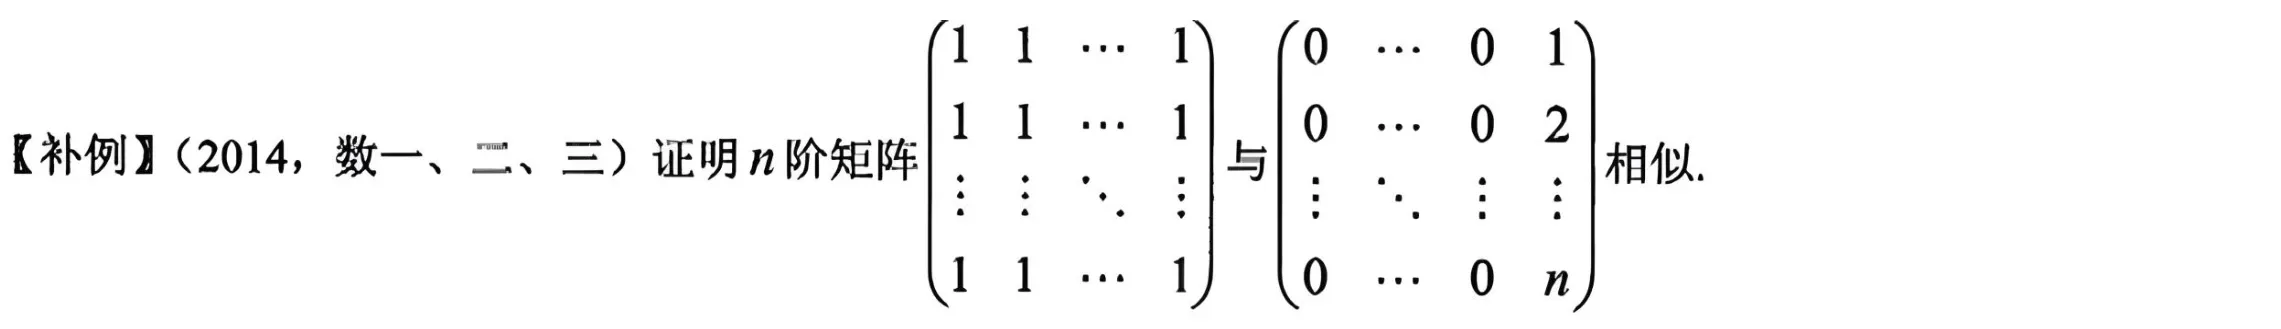 【补例】(2014, 数一、二、三) 证明 n 阶矩阵 \begin{pmatrix} 1 & 1 & \cdots & 1 \\ 1 & 1 & \cdots & 1 \\ \vdots & \vdots & \ddots & \vdots \\ 1 & 1 & \cdots & 1 \end{pmatrix} 与 \begin{pmatrix} 0 & \cdots & 0 & 1 \\ 0 & \cdots & 0 & 2 \\ \vdots & \ddots & \vdots & \vdots \\ 0 & \cdots & 0 & n \end{pmatrix} 相似.